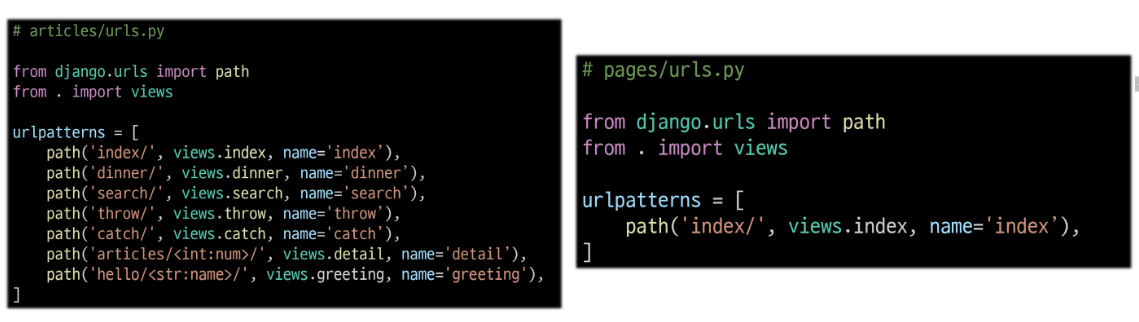 # articles/urls.py
from django.urls import path
from . import views
urlpatterns = [
    path('index/', views.index, name='index’),
    path('dinner/', views.dinner, name='dinner’),
    path('search/', views.search, name='search’),
    path('throw/', views.throw, name='throw’),
    path('catch/', views.catch, name='catch’),
    path('articles/<int:num>/', views.detail, name='detail’),
    path('hello/<str:name>/', views.greeting, name='greeting'),
]
# pages/urls.py
from django.urls import path
from . import views
urlpatterns = [
    path('index/', views.index, name='index’),
]